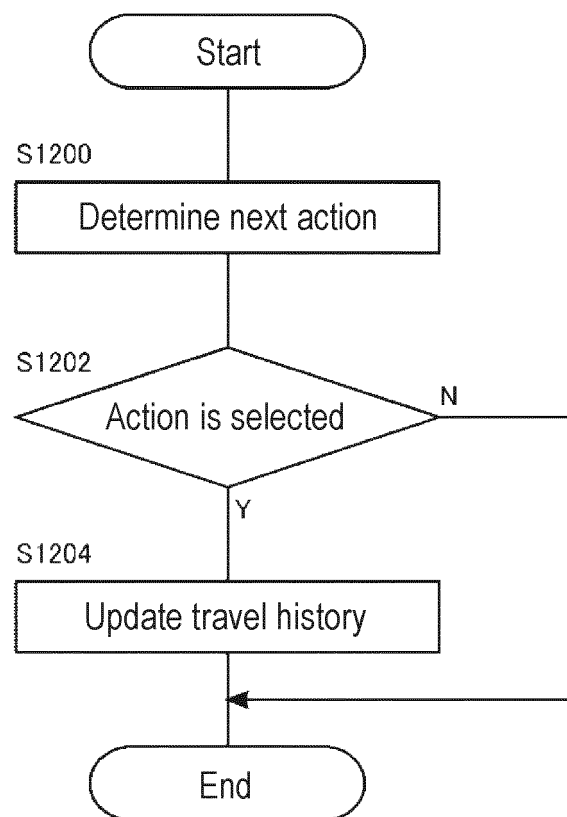 Start
S1200
Determine next action
S1202
Action is selected
N
Y
S1204
Update travel history
End